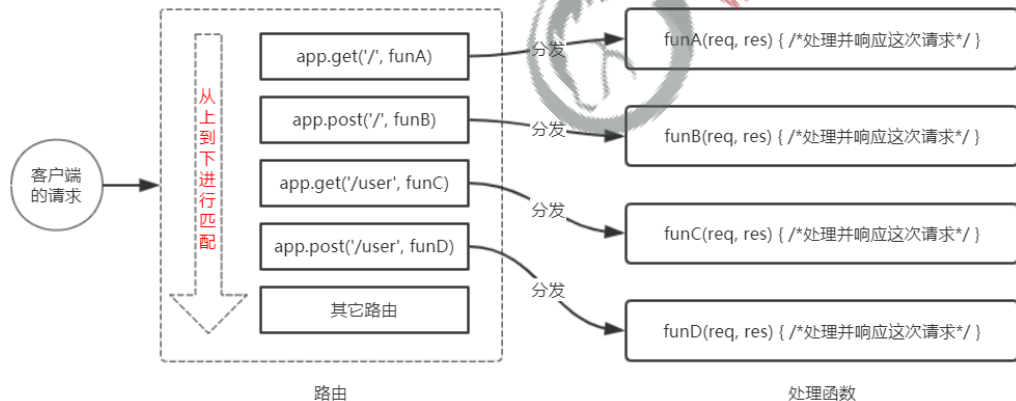 客户端
的请求
从上到下进行匹配
app.get('/', funA)
app.post('/', funB)
app.get('/user', funC)
app.post('/user', funD)
其它路由
路由
分发
分发
分发
分发
funA(req, res) { /*处理并响应这次请求*/ }
funB(req, res) { /*处理并响应这次请求*/ }
funC(req, res) { /*处理并响应这次请求*/ }
funD(req, res) { /*处理并响应这次请求*/ }
处理函数